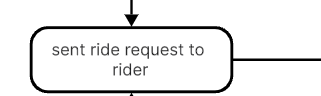 sent ride request to
rider